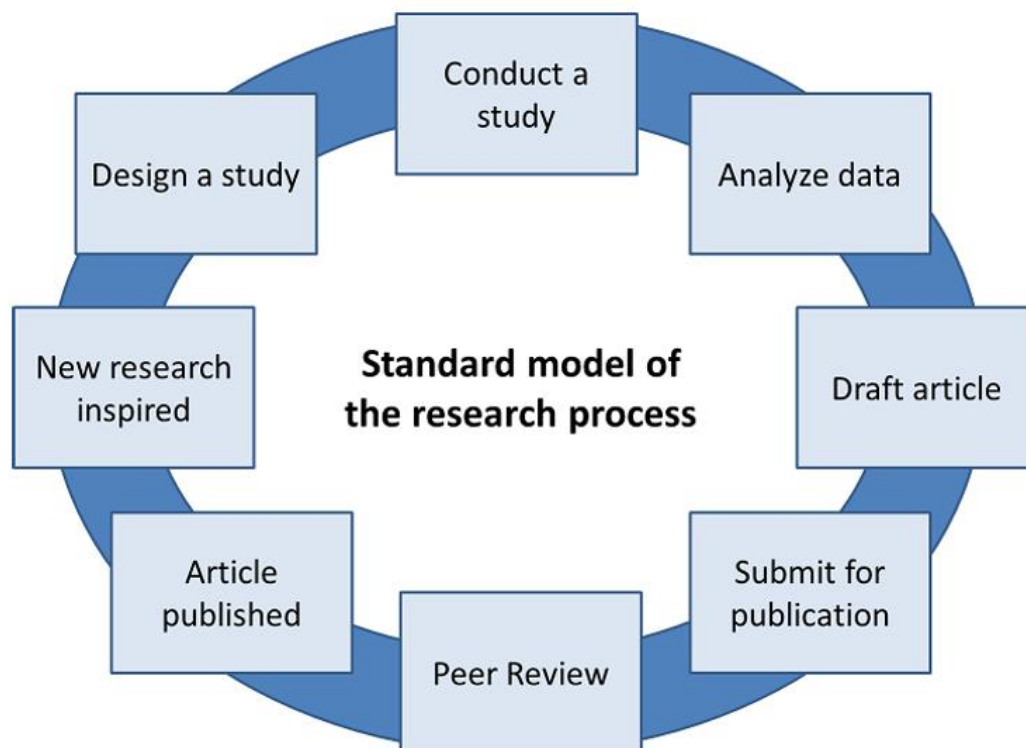 Conduct a
study
Design a study
Analyze data
New research
inspired
Standard model of
the research process
Draft article
Article
published
Submit for
publication
Peer Review